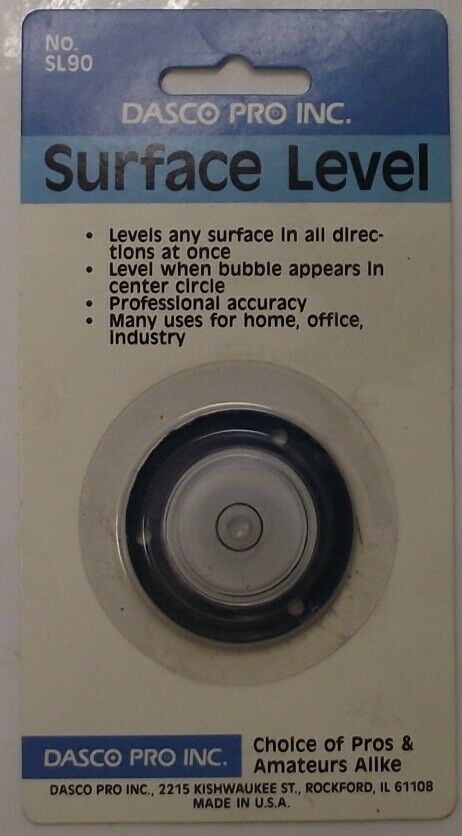 No.
SL90
DASCO PRO INC.
Surface Level
• Levels any surface in all direc-
tions at once
• Level when bubble appears in
center circle
• Professional accuracy
• Many uses for home, office,
industry
DASCO PRO INC.
Choice of Pros &
Amateurs Alike
DASCO PRO INC., 2215 KISHWAUKEE ST., ROCKFORD, IL 61108
MADE IN U.S.A.